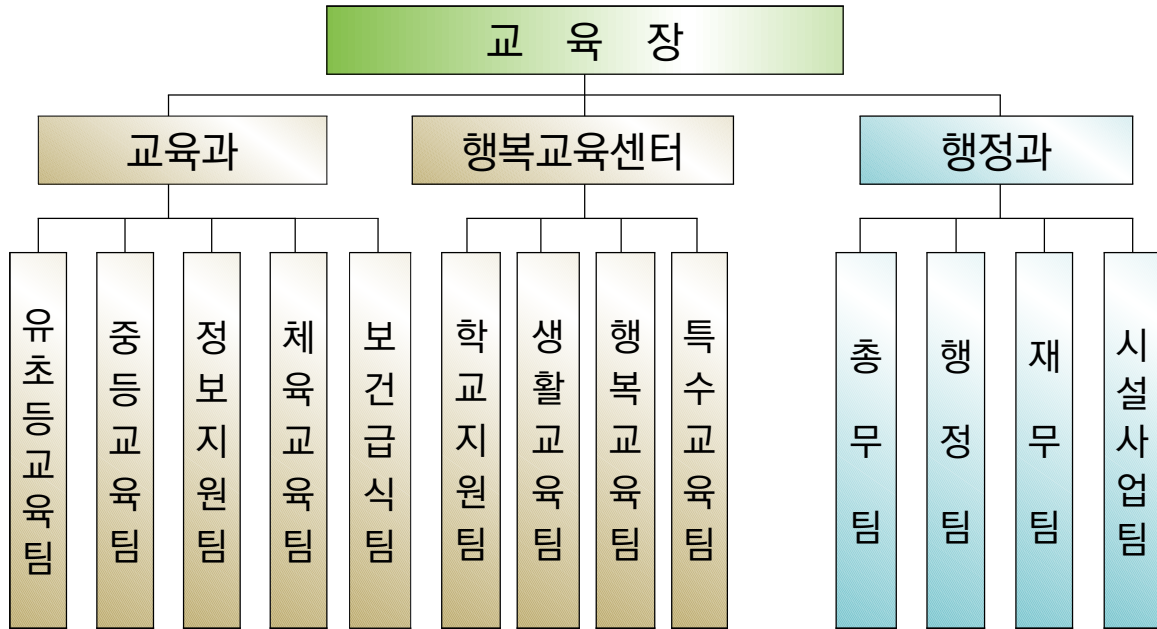 교 육 장
교육과
행복교육센터
행정과
유초등교육팀
중등교육팀
정보지원팀
체육교육팀
보건급식팀
학교지원팀
생활교육팀
행복교육팀
특수교육팀
총무팀
행정팀
재무팀
시설사업팀